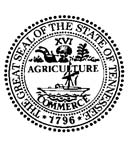 THE GREAT SEAL OF THE STATE OF TENNESSEE
XVI
AGRICULTURE
COMMERCE
1796